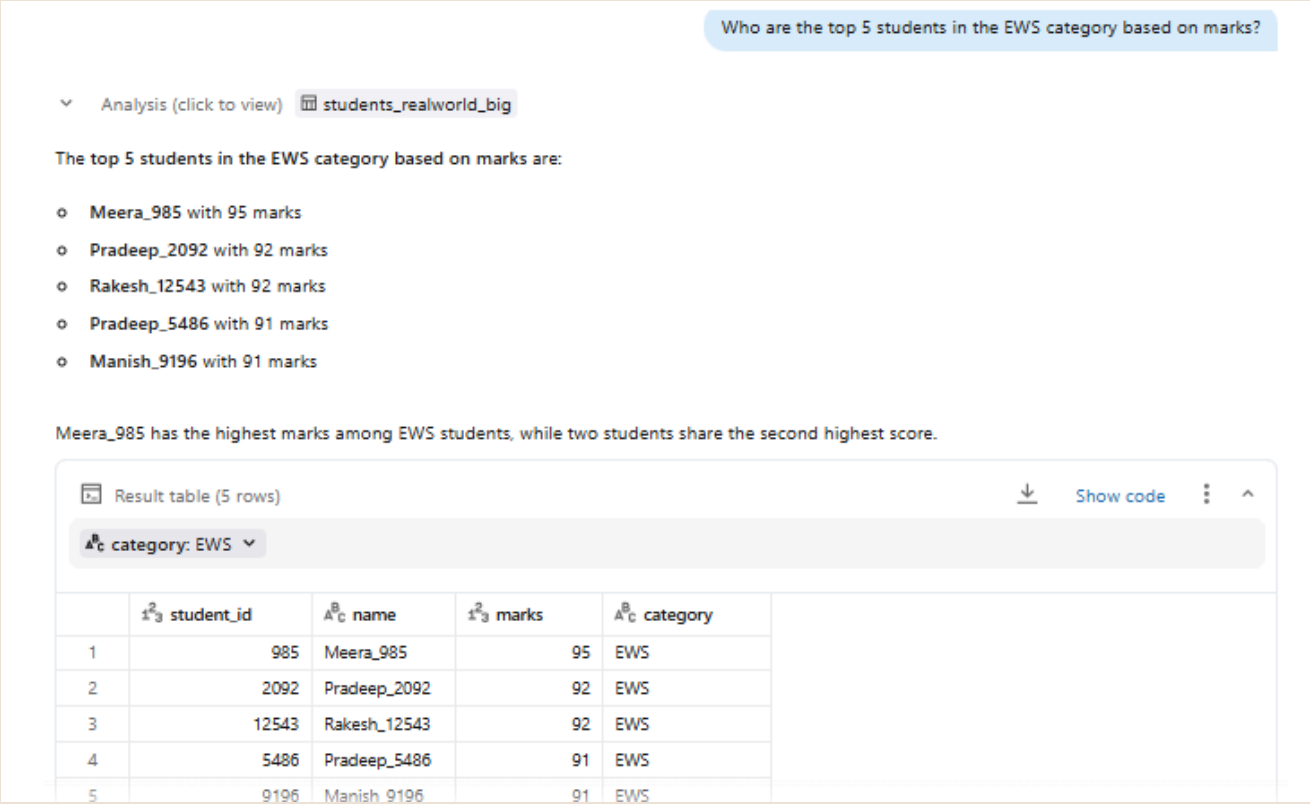 Who are the top 5 students in the EWS category based on marks?
Analysis (click to view) students_realworld_big
The top 5 students in the EWS category based on marks are:
Meera_985 with 95 marks
Pradeep_2092 with 92 marks
Rakesh_12543 with 92 marks
Pradeep_5486 with 91 marks
Manish_9196 with 91 marks
Meera_985 has the highest marks among EWS students, while two students share the second highest score.
Result table (5 rows) Show code
ABC category: EWS
123 student_id ABC name 123 marks ABC category
1 985 Meera_985 95 EWS
2 2092 Pradeep_2092 92 EWS
3 12543 Rakesh_12543 92 EWS
4 5486 Pradeep_5486 91 EWS
5 9196 Manish_9196 91 EWS